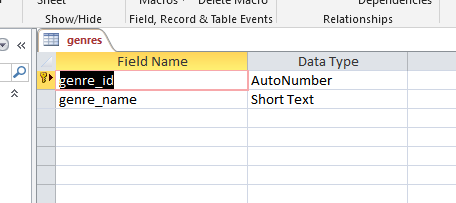 Sheet Macros Delete Macro Dependencies
Show/Hide Field, Record & Table Events Relationships
genres
Field Name Data Type
genre_id AutoNumber
genre_name Short Text